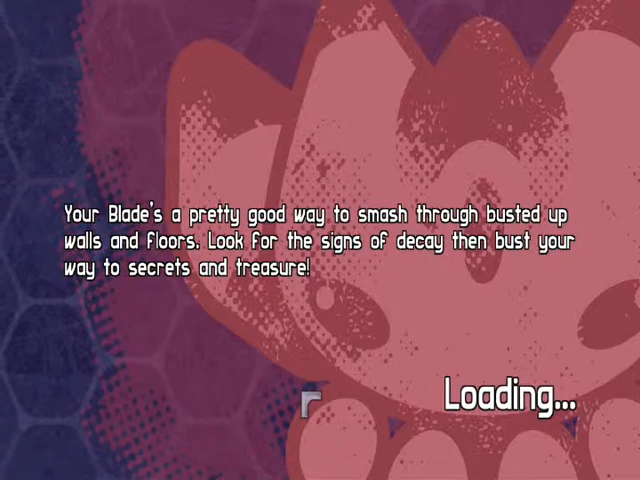 Your Blade's a pretty good way to smash through busted up
walls and floors. Look for the signs of decay then bust your
way to secrets and treasure!
Loading...